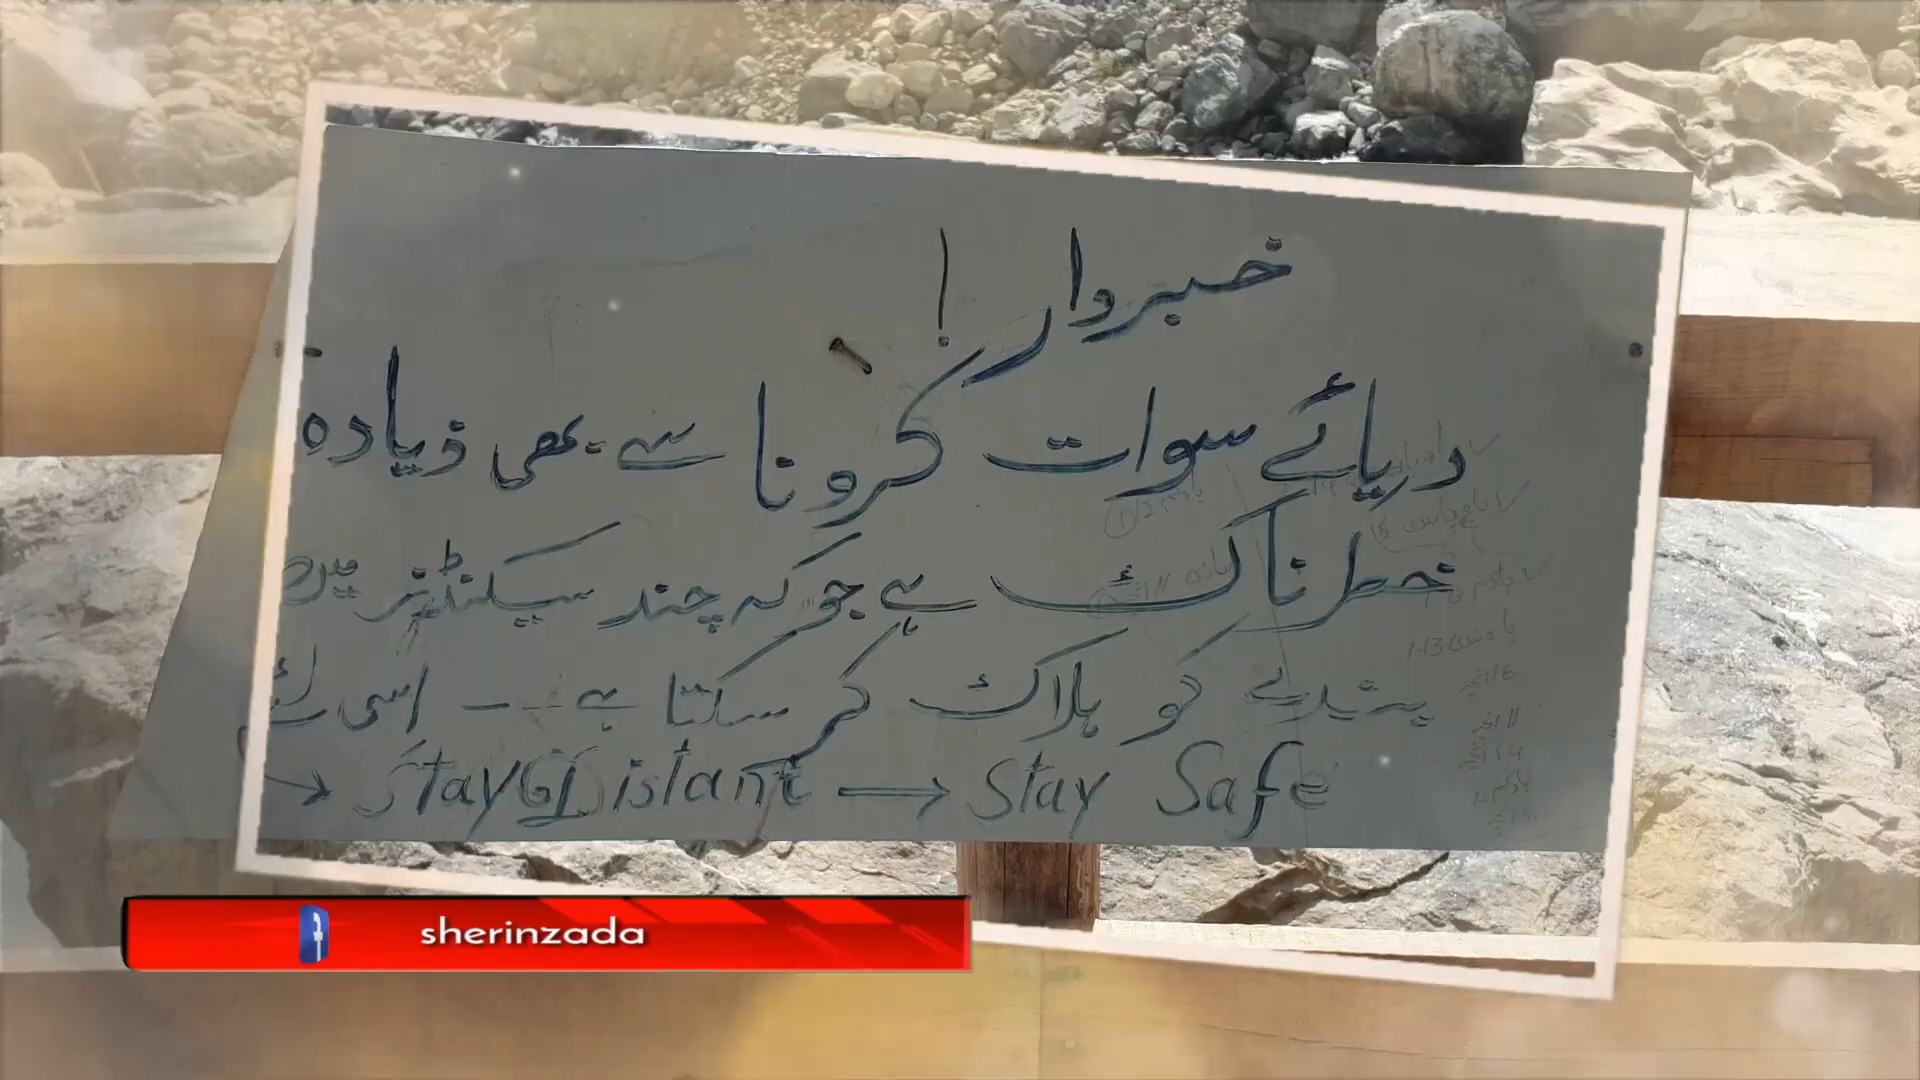 خبردار!
دریائے سوات کرونا سے بھی ذیادہ
خطرناک ہے جو کہ چند سیکنڈز میں
بندے کو ہلاک کر سکتا ہے - اسی لئے
→ Stay Distant → Stay Safe
sherinzada